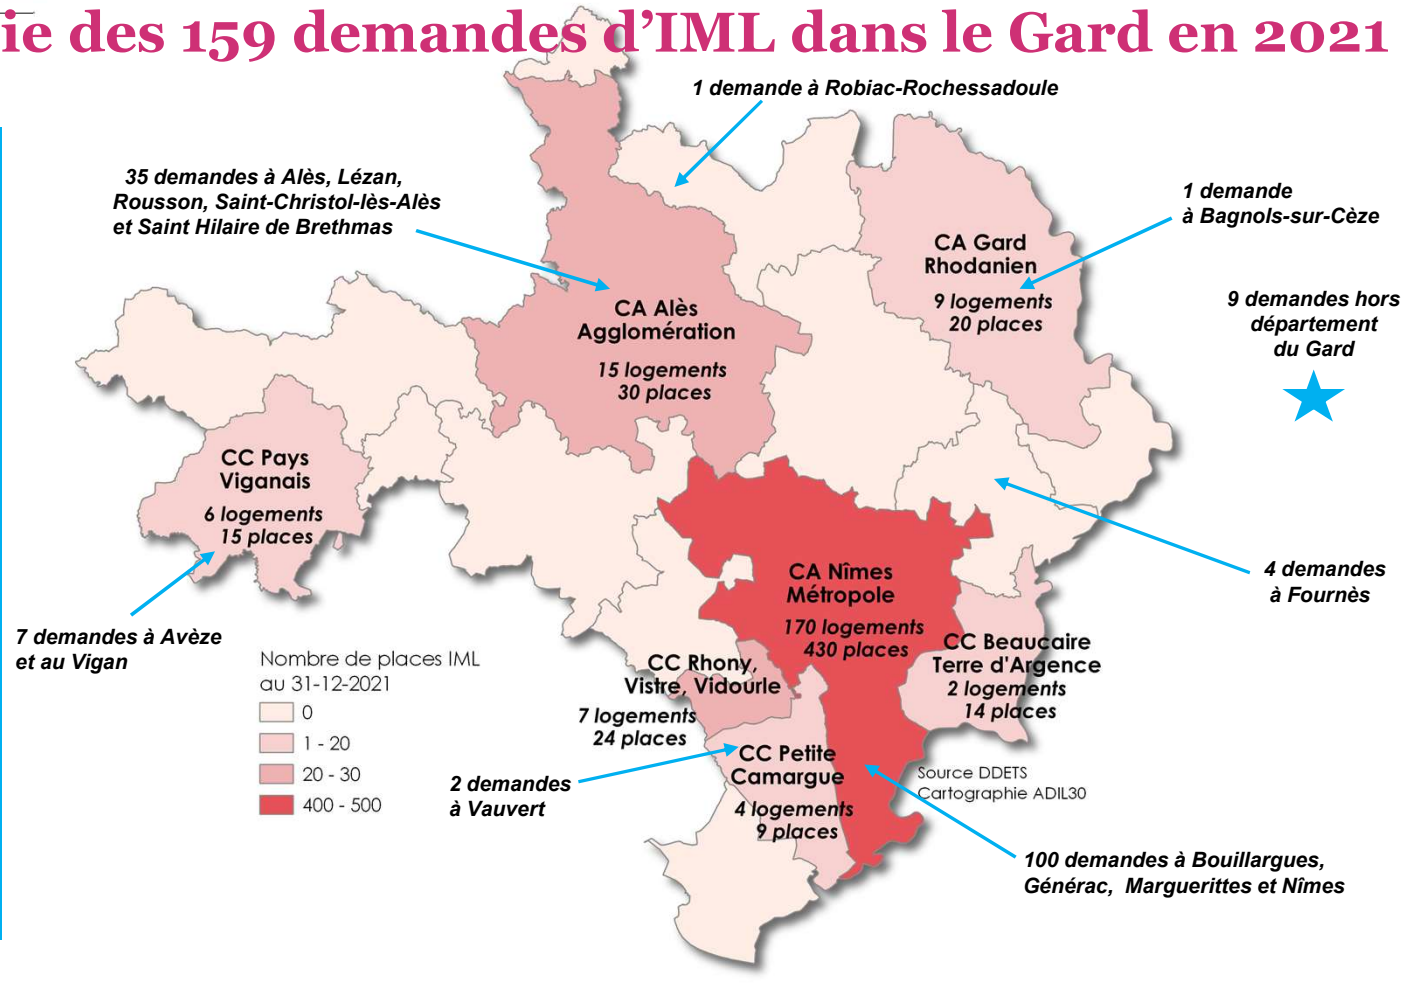 ie des 159 demandes d'IML dans le Gard en 2021
1 demande à Robiac-Rochessadoule
35 demandes à Alès, Lézan,
Rousson, Saint-Christol-lès-Alès
et Saint Hilaire de Brethmas
1 demande
à Bagnols-sur-Cèze
CA Gard
Rhodanien
9 logements
20 places
9 demandes hors
département
du Gard
CA Alès
Agglomération
15 logements
30 places
CC Pays
Viganais
6 logements
15 places
4 demandes
à Fournès
CA Nîmes
Métropole
170 logements
430 places
7 demandes à Avèze
et au Vigan
CC Beaucaire
Terre d'Argence
2 logements
14 places
Nombre de places IML
au 31-12-2021
0
1 - 20
20 - 30
400 - 500
CC Rhony,
Vistre, Vidourle
7 logements
24 places
2 demandes
à Vauvert
CC Petite
Camargue
4 logements
9 places
Source DDETS
Cartographie ADIL30
100 demandes à Bouillargues,
Générac, Marguerittes et Nîmes